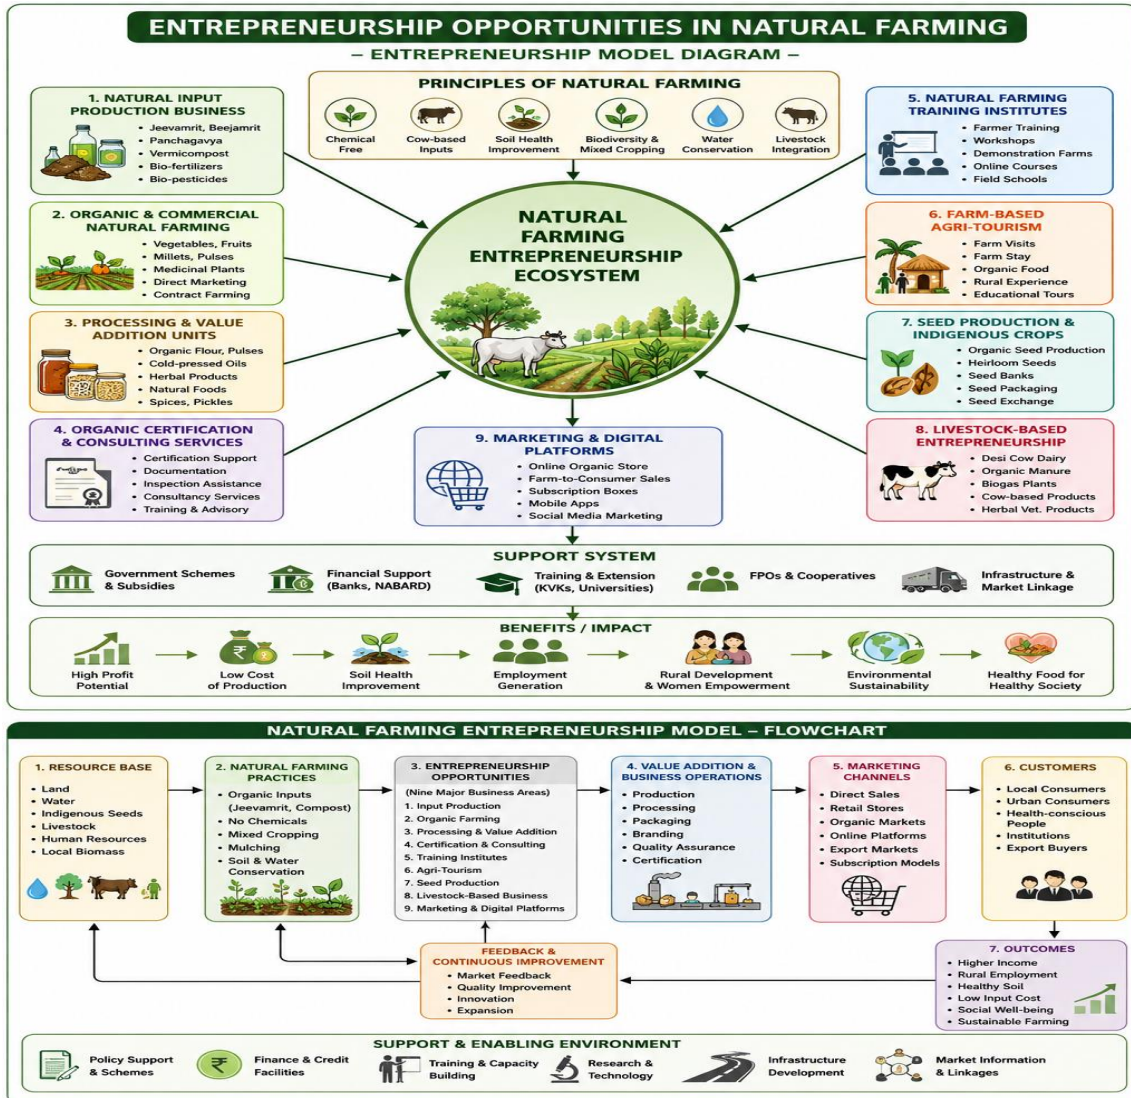 ENTREPRENEURSHIP OPPORTUNITIES IN NATURAL FARMING
– ENTREPRENEURSHIP MODEL DIAGRAM –
PRINCIPLES OF NATURAL FARMING
Chemical
Free
Cow-based
Inputs
Soil Health
Improvement
Biodiversity &
Mixed Cropping
Water
Conservation
Livestock
Integration
1. NATURAL INPUT
PRODUCTION BUSINESS
• Jeevamrit, Beejamrit
• Panchagavya
• Vermicompost
• Bio-fertilizers
• Bio-pesticides
2. ORGANIC & COMMERCIAL
NATURAL FARMING
• Vegetables, Fruits
• Millets, Pulses
• Medicinal Plants
• Direct Marketing
• Contract Farming
3. PROCESSING & VALUE
ADDITION UNITS
• Organic Flour, Pulses
• Cold-pressed Oils
• Herbal Products
• Natural Foods
• Spices, Pickles
4. ORGANIC CERTIFICATION
& CONSULTING SERVICES
• Certification Support
• Documentation
• Inspection Assistance
• Consultancy Services
• Training & Advisory
NATURAL
FARMING
ENTREPRENEURSHIP
ECOSYSTEM
5. NATURAL FARMING
TRAINING INSTITUTES
• Farmer Training
• Workshops
• Demonstration Farms
• Online Courses
• Field Schools
6. FARM-BASED
AGRI-TOURISM
• Farm Visits
• Farm Stay
• Organic Food
• Rural Experience
• Educational Tours
7. SEED PRODUCTION &
INDIGENOUS CROPS
• Organic Seed Production
• Heirloom Seeds
• Seed Banks
• Seed Packaging
• Seed Exchange
8. LIVESTOCK-BASED
ENTREPRENEURSHIP
• Desi Cow Dairy
• Organic Manure
• Biogas Plants
• Cow-based Products
• Herbal Vet. Products
9. MARKETING & DIGITAL
PLATFORMS
• Online Organic Store
• Farm-to-Consumer Sales
• Subscription Boxes
• Mobile Apps
• Social Media Marketing
SUPPORT SYSTEM
Government Schemes
& Subsidies
Financial Support
(Banks, NABARD)
Training & Extension
(KVKs, Universities)
FPOs & Cooperatives
Infrastructure &
Market Linkage
BENEFITS / IMPACT
₹
High Profit
Potential
Low Cost
of Production
Soil Health
Improvement
Employment
Generation
Rural Development
& Women Empowerment
Environmental
Sustainability
Healthy Food for
Healthy Society
NATURAL FARMING ENTREPRENEURSHIP MODEL – FLOWCHART
1. RESOURCE BASE
• Land
• Water
• Indigenous Seeds
• Livestock
• Human Resources
• Local Biomass
2. NATURAL FARMING
PRACTICES
• Organic Inputs
(Jeevamrit, Compost)
• No Chemicals
• Mixed Cropping
• Mulching
• Soil & Water
Conservation
3. ENTREPRENEURSHIP
OPPORTUNITIES
(Nine Major Business Areas)
1. Input Production
2. Organic Farming
3. Processing & Value Addition
4. Certification & Consulting
5. Training Institutes
6. Agri-Tourism
7. Seed Production
8. Livestock-Based Business
9. Marketing & Digital Platforms
4. VALUE ADDITION &
BUSINESS OPERATIONS
• Production
• Processing
• Packaging
• Branding
• Quality Assurance
• Certification
5. MARKETING
CHANNELS
• Direct Sales
• Retail Stores
• Organic Markets
• Online Platforms
• Export Markets
• Subscription Models
6. CUSTOMERS
• Local Consumers
• Urban Consumers
• Health-conscious
People
• Institutions
• Export Buyers
7. OUTCOMES
• Higher Income
• Rural Employment
• Healthy Soil
• Low Input Cost
• Social Well-being
• Sustainable Farming
FEEDBACK &
CONTINUOUS IMPROVEMENT
• Market Feedback
• Quality Improvement
• Innovation
• Expansion
SUPPORT & ENABLING ENVIRONMENT
Policy Support
& Schemes
₹
Finance & Credit
Facilities
Training & Capacity
Building
Research &
Technology
Infrastructure
Development
Market Information
& Linkages